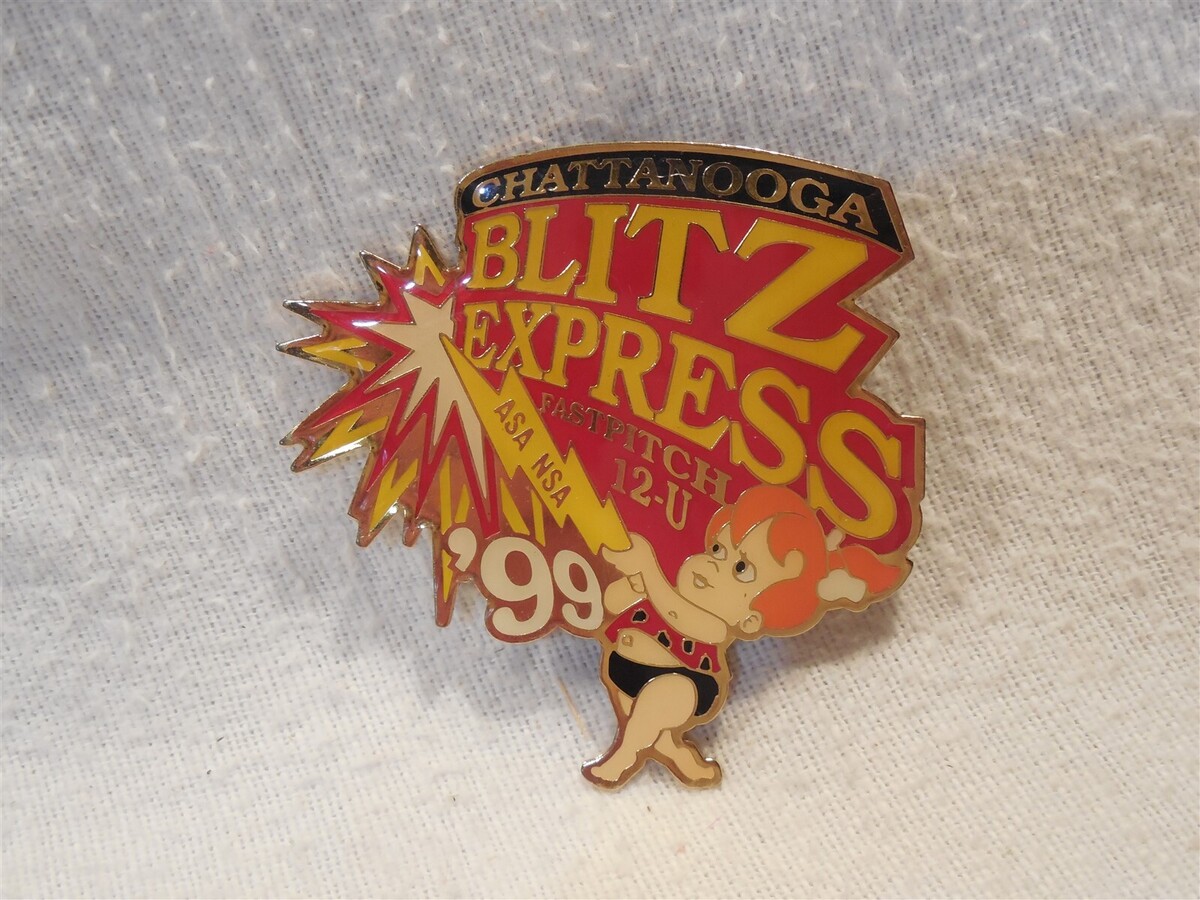 CHATTANOOGA
BLITZ
EXPRESS
FASTPITCH
12-U
ASA NSA
'99